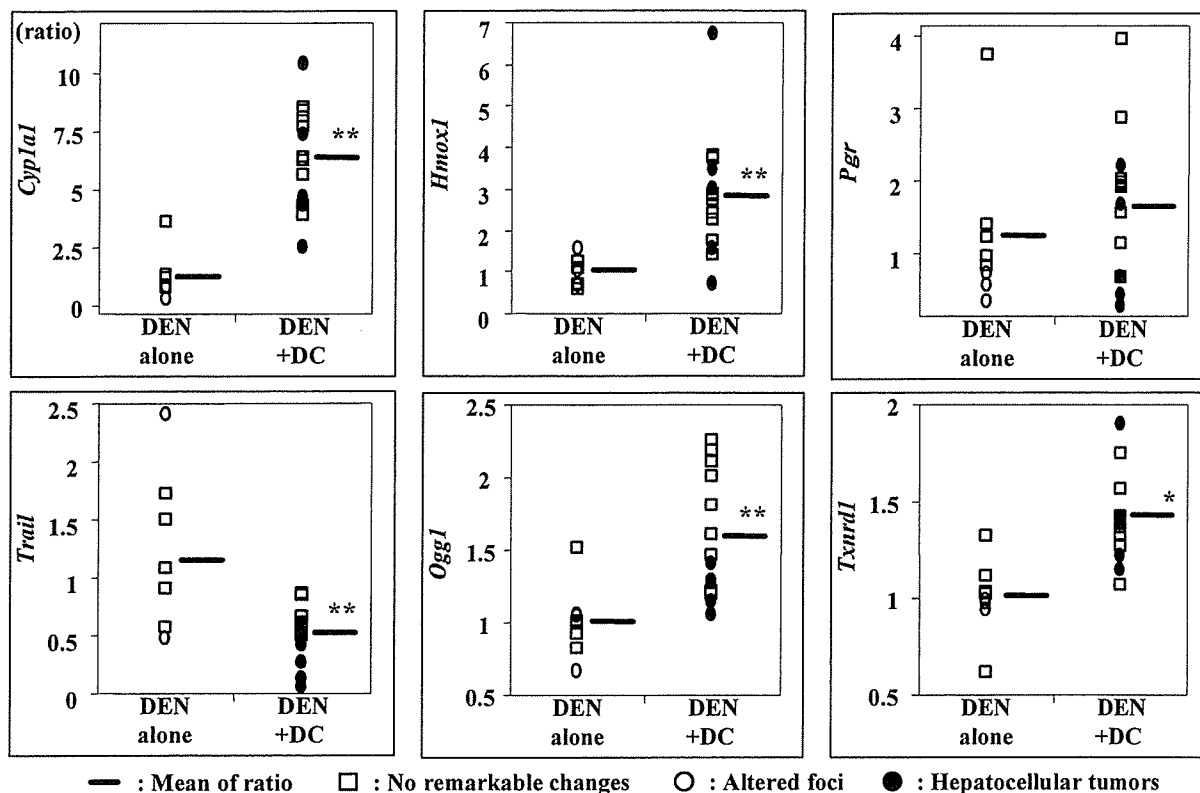 (ratio)
Cyp1a1
10
7.5
5
2.5
0
**
DEN alone
DEN +DC
Hmox1
7
6
5
4
3
2
1
0
**
DEN alone
DEN +DC
Pgr
4
3
2
1
DEN alone
DEN +DC
Trail
2.5
2
1.5
1
0.5
0
**
DEN alone
DEN +DC
Ogg1
2.5
2
1.5
1
0.5
**
DEN alone
DEN +DC
Txnrd1
2
1.5
1
0.5
*
DEN alone
DEN +DC
: Mean of ratio : No remarkable changes : Altered foci : Hepatocellular tumors